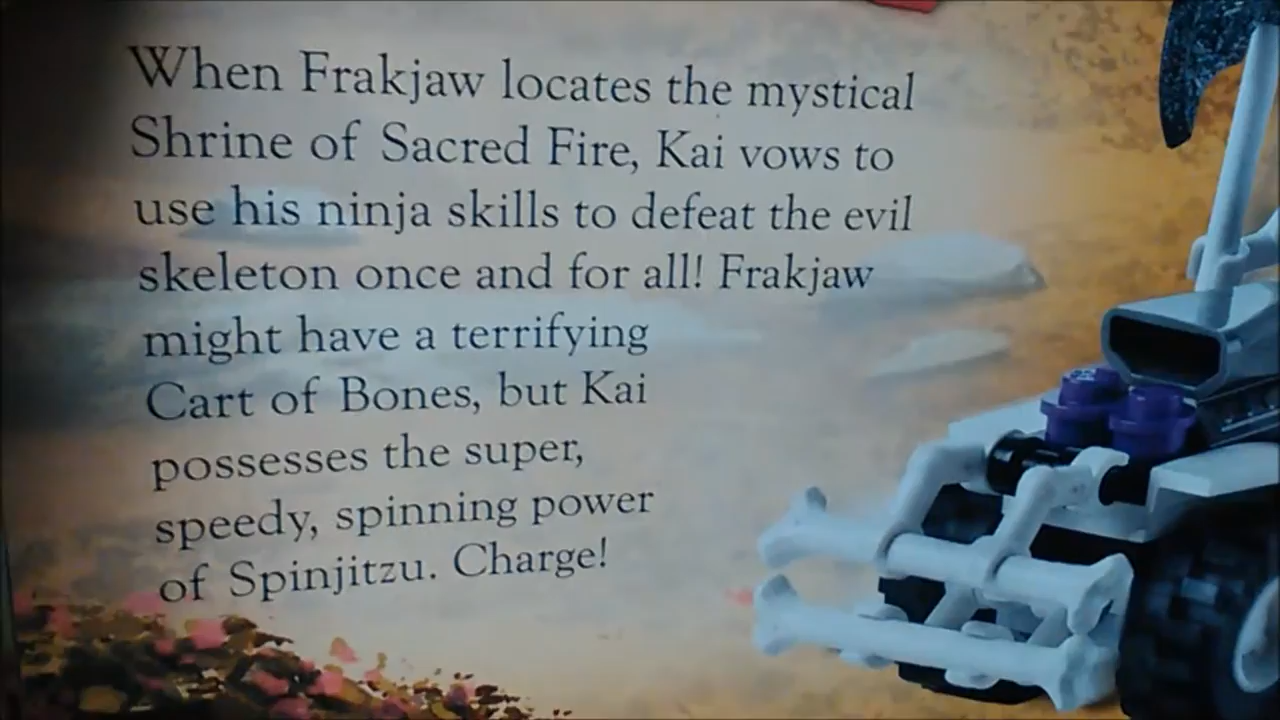 When Frakjaw locates the mystical
Shrine of Sacred Fire, Kai vows to
use his ninja skills to defeat the evil
skeleton once and for all! Frakjaw
might have a terrifying
Cart of Bones, but Kai
possesses the super,
speedy, spinning power
of Spinjitzu. Charge!